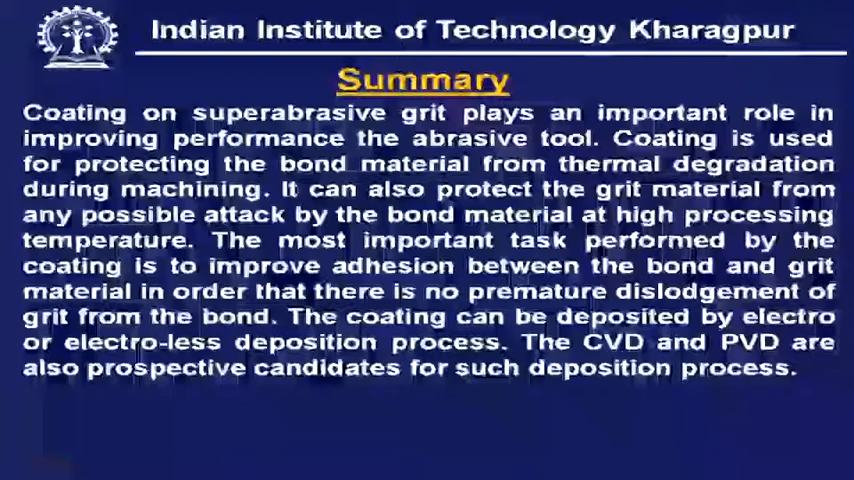 Indian Institute of Technology Kharagpur
Summary
Coating on superabrasive grit plays an important role in
improving performance the abrasive tool. Coating is used
for protecting the bond material from thermal degradation
during machining. It can also protect the grit material from
any possible attack by the bond material at high processing
temperature. The most important task performed by the
coating is to improve adhesion between the bond and grit
material in order that there is no premature dislodgement of
grit from the bond. The coating can be deposited by electro
or electro-less deposition process. The CVD and PVD are
also prospective candidates for such deposition process.